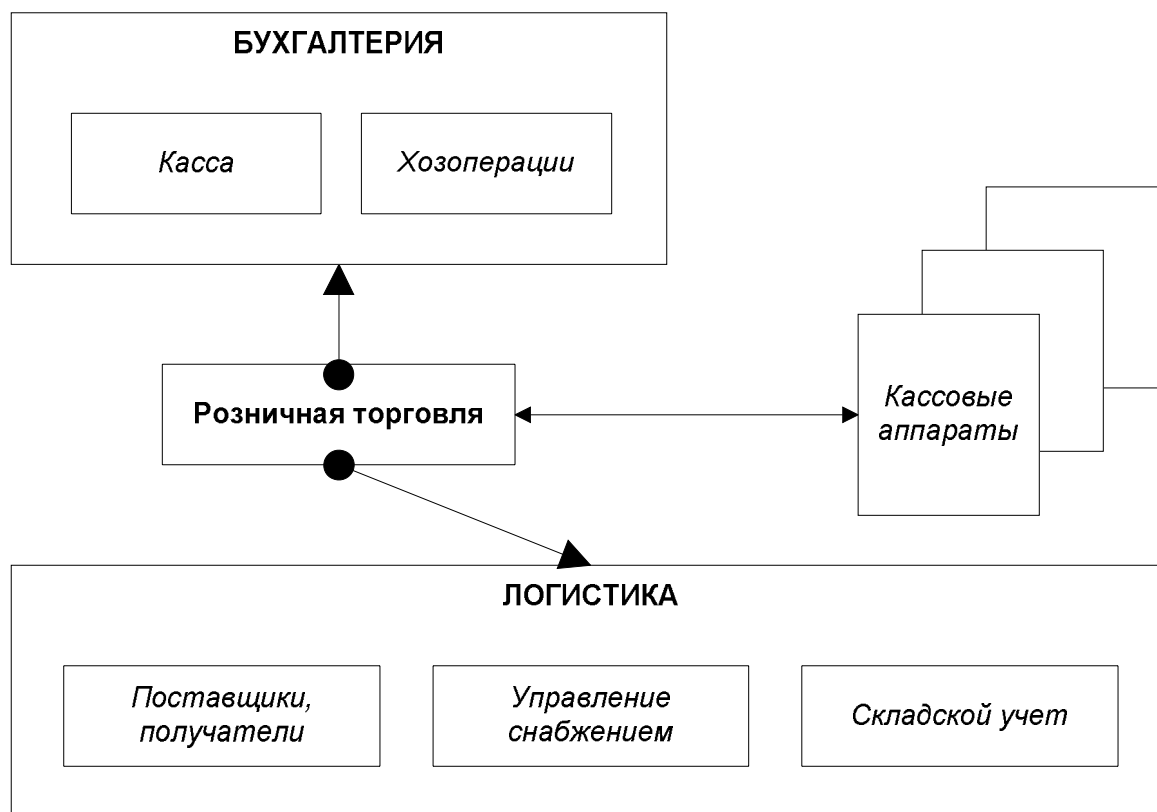 БУХГАЛТЕРИЯ
Касса
Хозоперации
Розничная торговля
Кассовые
аппараты
ЛОГИСТИКА
Поставщики,
получатели
Управление
снабжением
Складской учет